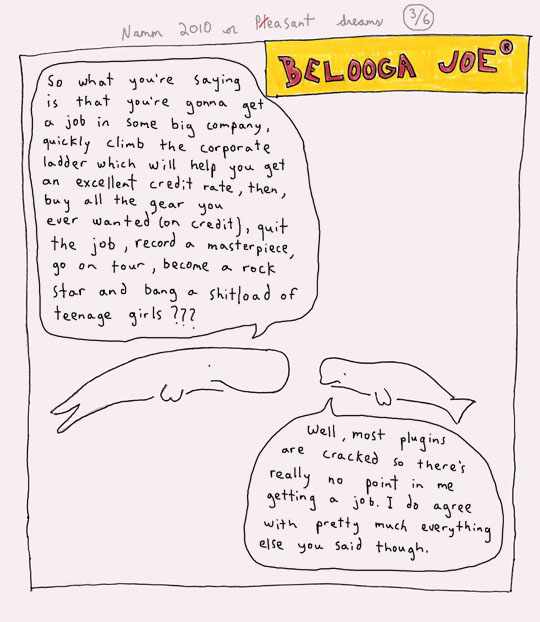 Namm 2010 or Pleasant dreams 3/6
BELOOGA JOE®
So what you're saying
is that you're gonna get
a job in some big company,
quickly climb the corporate
ladder which will help you get
an excellent credit rate, then,
buy all the gear you
ever wanted (on credit), quit
the job, record a masterpiece,
go on tour, become a rock
star and bang a shitload of
teenage girls ???
Well, most plugins
are cracked so there's
really no point in me
getting a job. I do agree
with pretty much everything
else you said though.